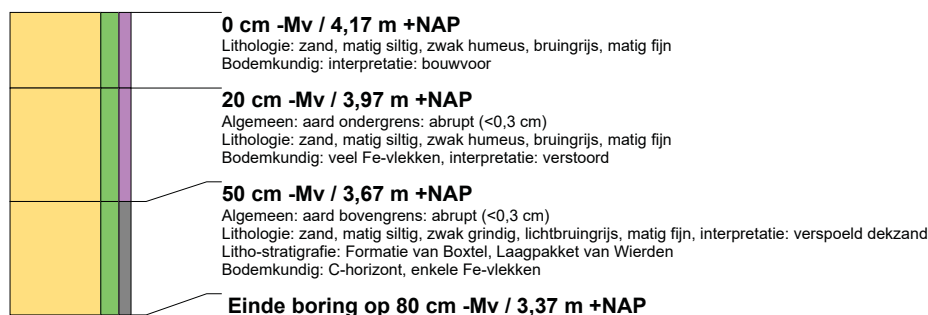 0 cm -Mv / 4,17 m +NAP
Lithologie: zand, matig siltig, zwak humeus, bruingrijs, matig fijn
Bodemkundig: interpretatie: bouwvoor
20 cm -Mv / 3,97 m +NAP
Algemeen: aard ondergrens: abrupt (<0,3 cm)
Lithologie: zand, matig siltig, zwak humeus, bruingrijs, matig fijn
Bodemkundig: veel Fe-vlekken, interpretatie: verstoord
50 cm -Mv / 3,67 m +NAP
Algemeen: aard bovengrens: abrupt (<0,3 cm)
Lithologie: zand, matig siltig, zwak grindig, lichtbruingrijs, matig fijn, interpretatie: verspoeld dekzand
Litho-stratigrafie: Formatie van Boxtel, Laagpakket van Wierden
Bodemkundig: C-horizont, enkele Fe-vlekken
Einde boring op 80 cm -Mv / 3,37 m +NAP